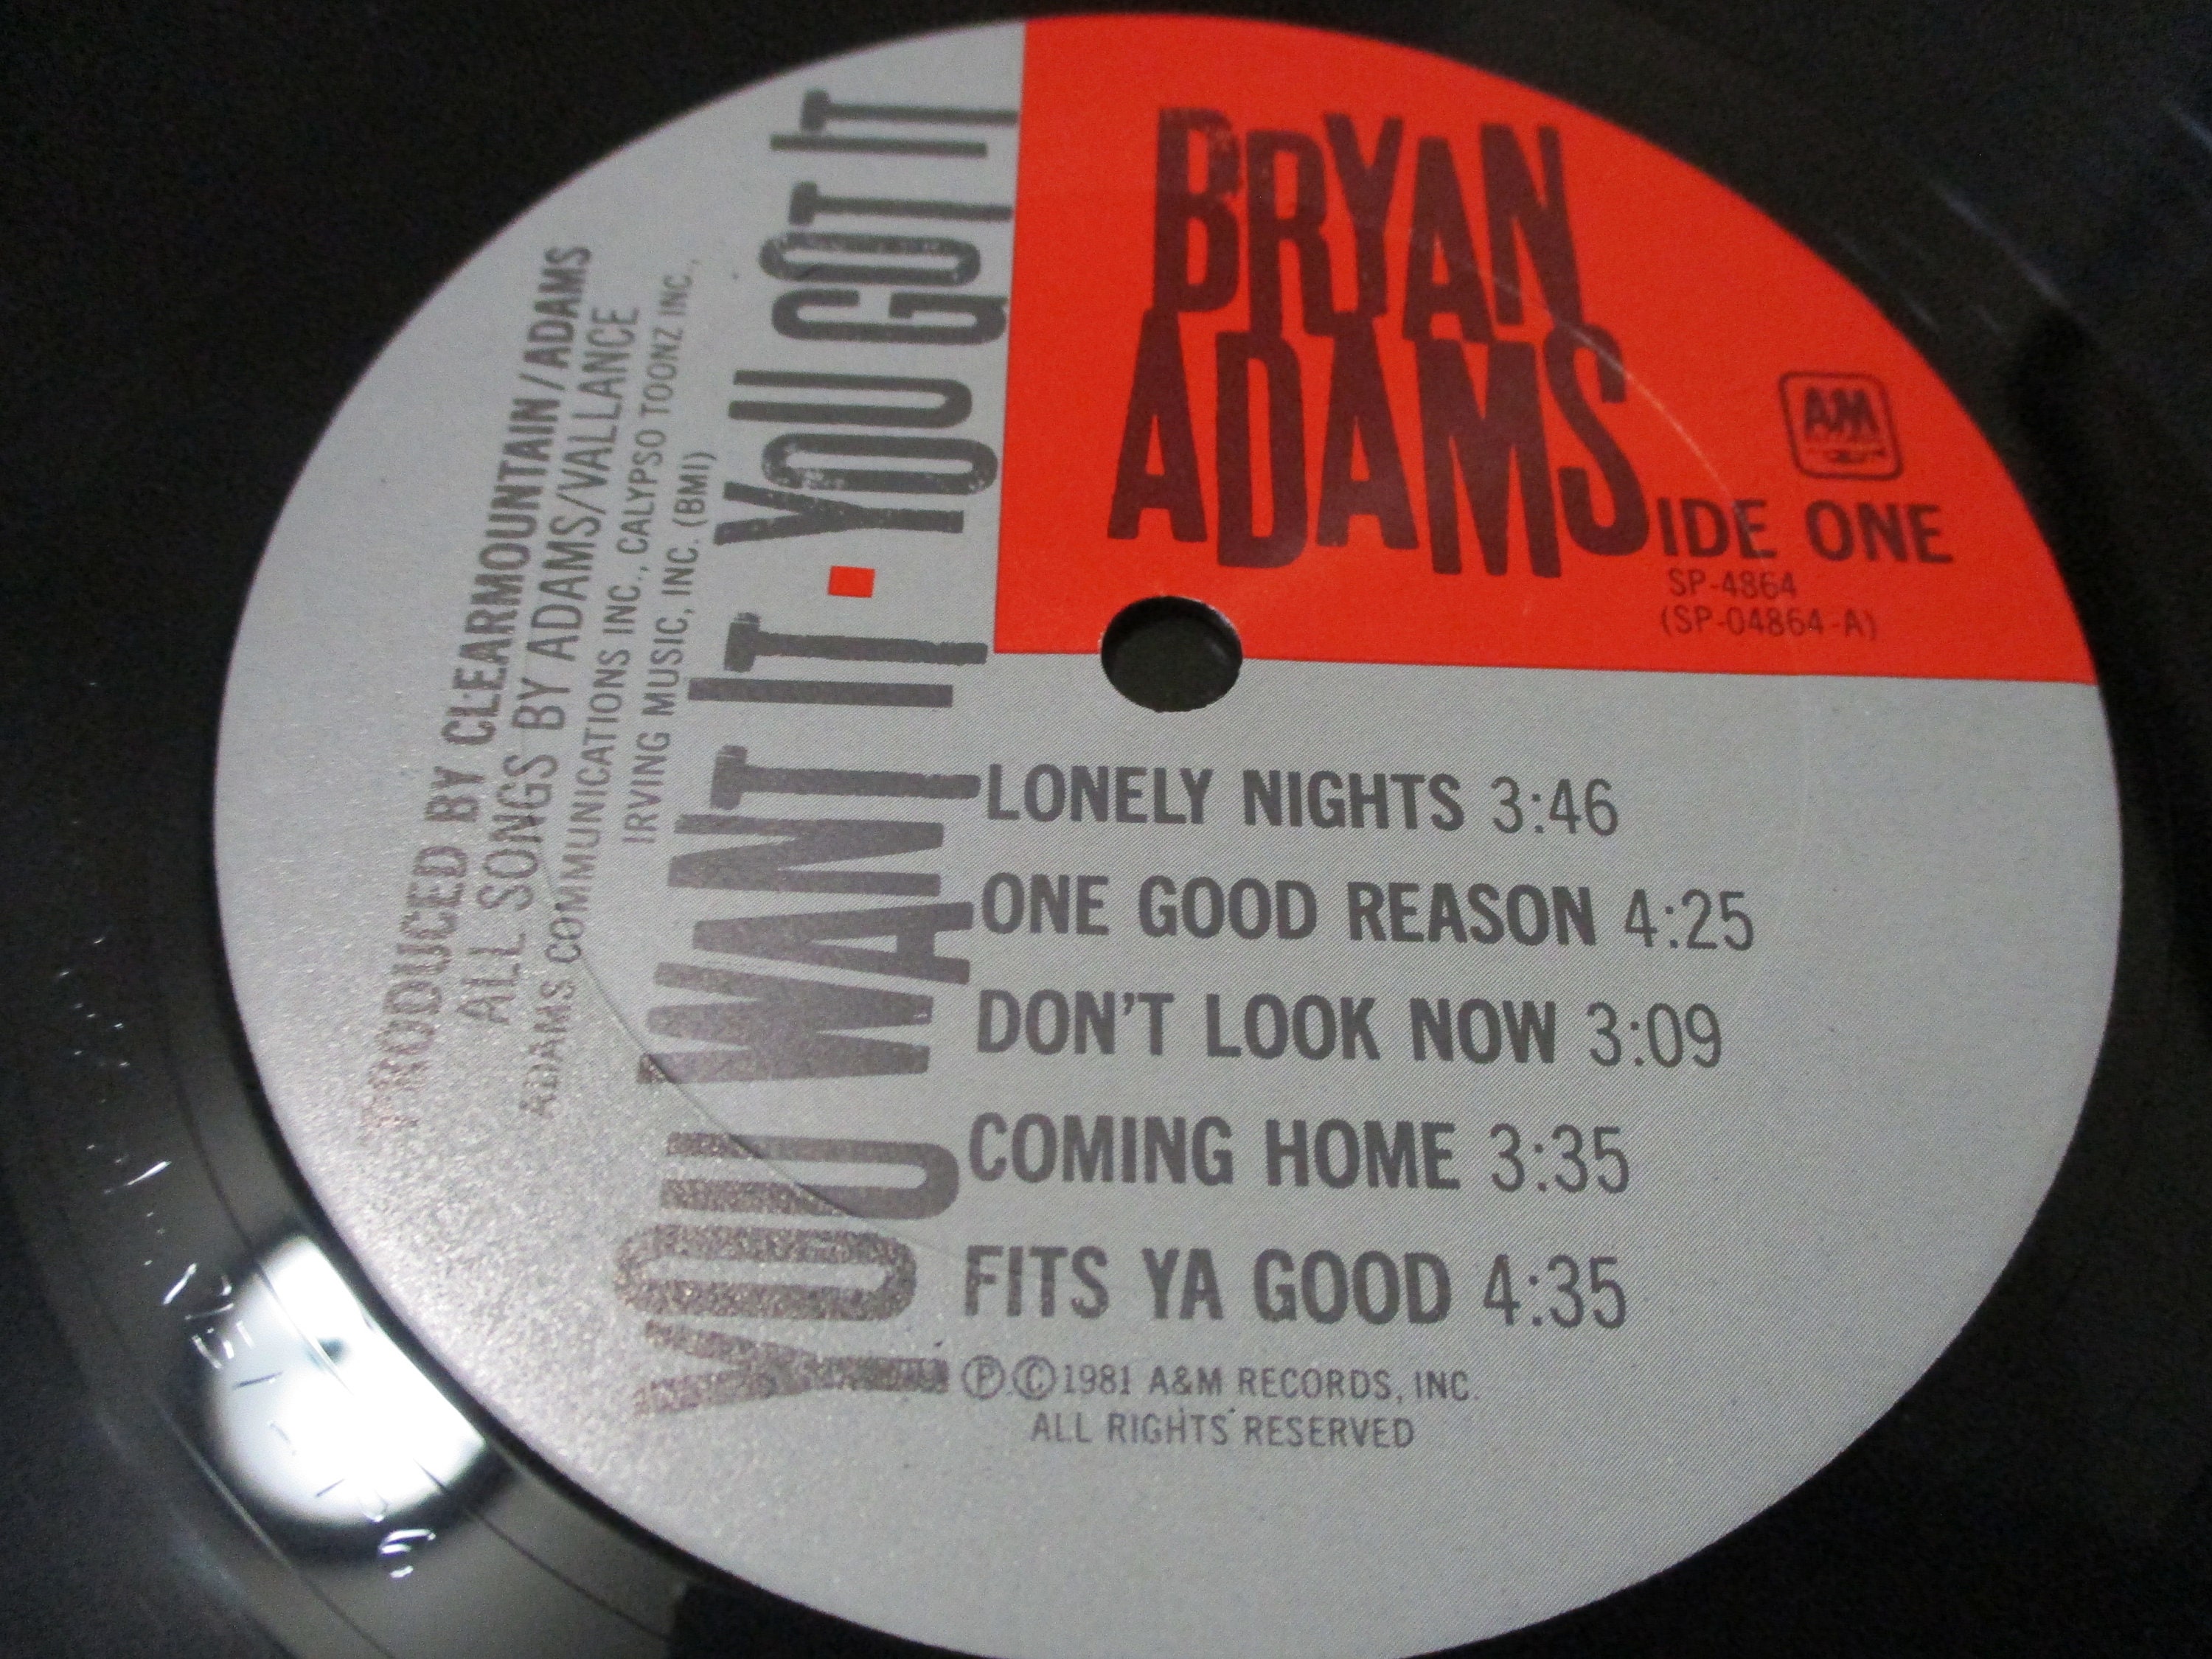 BRYAN
ADAMS
A&M
IDE ONE
SP-4864
(SP-04864-A)
YOU WANT IT · YOU GOT IT
PRODUCED BY CLEARMOUNTAIN/ADAMS
ALL SONGS BY ADAMS/VALLANCE
ADAMS COMMUNICATIONS INC., CALYPSO TOONZ INC.,
IRVING MUSIC, INC. (BMI)
LONELY NIGHTS 3:46
ONE GOOD REASON 4:25
DON'T LOOK NOW 3:09
COMING HOME 3:35
FITS YA GOOD 4:35
Ⓟ.Ⓒ1981 A&M RECORDS, INC.
ALL RIGHTS RESERVED